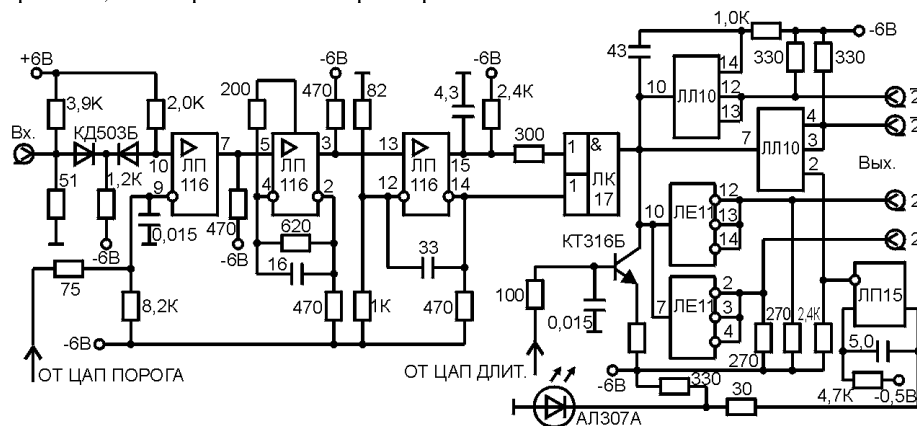 +6В
3,9К
КД503Б
2,0К
Вх.
51
1,2К
-6В
10
9
ЛП
116
7
0,015
75
8,2К
-6В
ОТ ЦАП ПОРОГА
470
-6В
200
5
4
ЛП
116
3
2
620
16
470
-6В
470
82
13
12
ЛП
116
15
14
33
1К
470
4,3
-6В
2,4К
300
1
1
&
ЛК
17
43
1,0К
-6В
330
330
10
ЛЛ10
14
12
13
7
ЛЛ10
4
3
2
Вых.
10
ЛЕ11
12
13
14
7
ЛЕ11
2
3
4
2
2
КТ316Б
100
0,015
ОТ ЦАП ДЛИТ.
-6В
330
270
270
2,4К
ЛП15
5,0
4,7К
-0,5В
30
АЛ307А